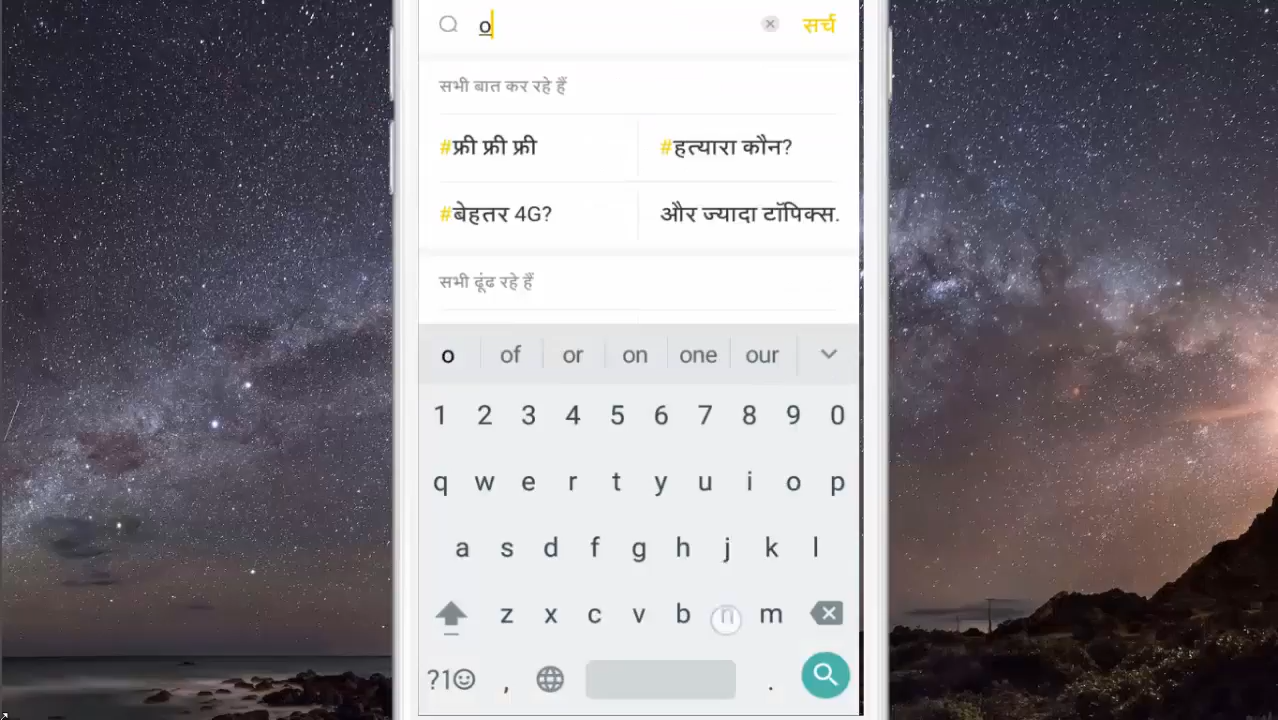 o सर्च
सभी बात कर रहे हैं
#फ्री फ्री फ्री #हत्यारा कौन?
#बेहतर 4G? और ज्यादा टॉपिक्स.
सभी ढूंढ रहे हैं
o of or on one our
1 2 3 4 5 6 7 8 9 0
q w e r t y u i o p
a s d f g h j k l
z x c v b n m
?1 , .